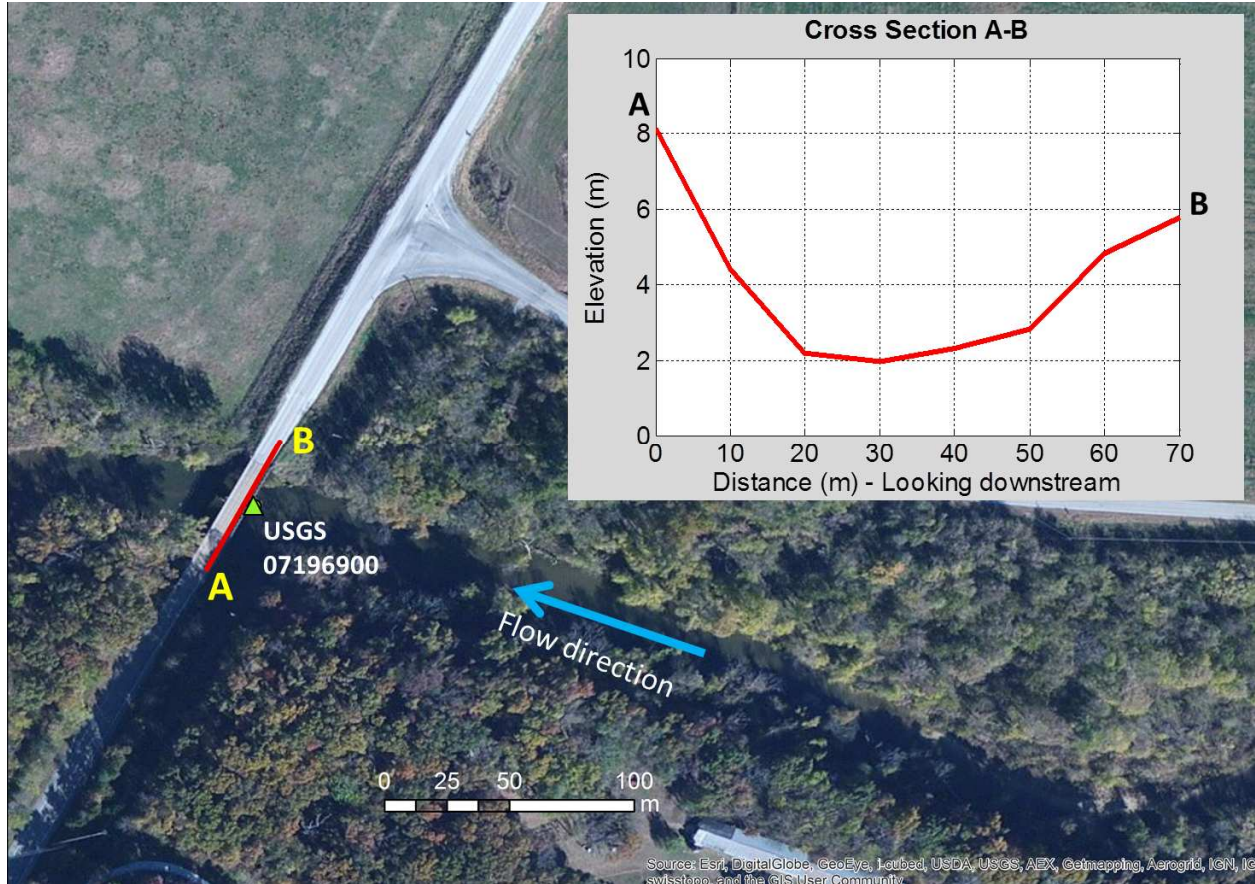 Cross Section A-B
10
8
6
4
2
0
Elevation (m)
A
B
0 10 20 30 40 50 60 70
Distance (m) - Looking downstream
B
USGS
07196900
A
Flow direction
0 25 50 100
m
Source: Esri, DigitalGlobe, GeoEye, i-cubed, USDA, USGS, AEX, Getmapping, Aerogrid, IGN, IG
swisstopo, and the GIS User Community